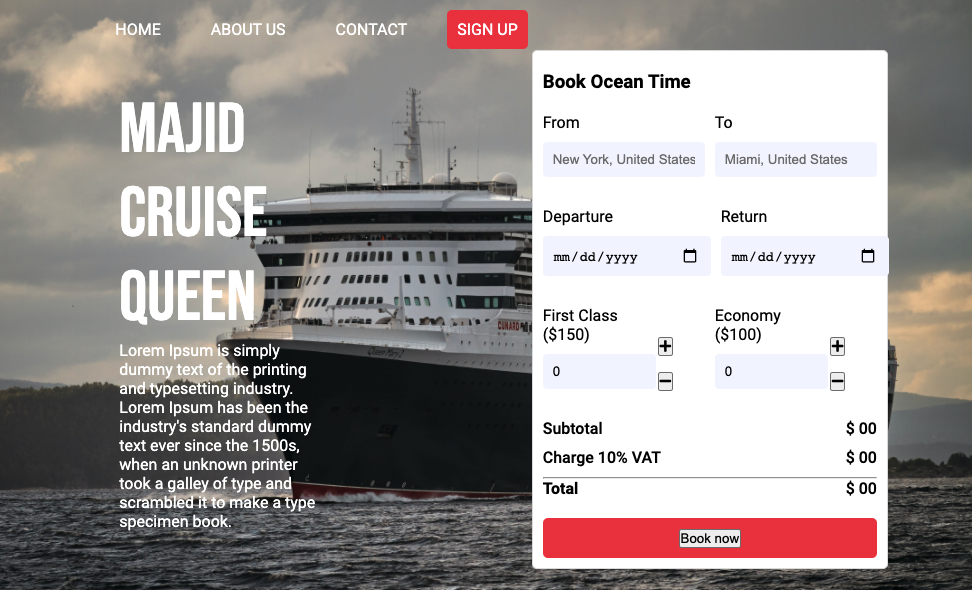 HOME ABOUT US CONTACT SIGN UP
Book Ocean Time
MAJID
CRUISE
QUEEN
Lorem Ipsum is simply
dummy text of the printing
and typesetting industry.
Lorem Ipsum has been the
industry's standard dummy
text ever since the 1500s,
when an unknown printer
took a galley of type and
scrambled it to make a type
specimen book.
From To
New York, United States Miami, United States
Departure Return
mm/dd/yyyy mm/dd/yyyy
First Class Economy
($150) ($100)
+ +
0 0
− −
Subtotal $ 00
Charge 10% VAT $ 00
Total $ 00
Book now
CUNARD
Queen Mary 2